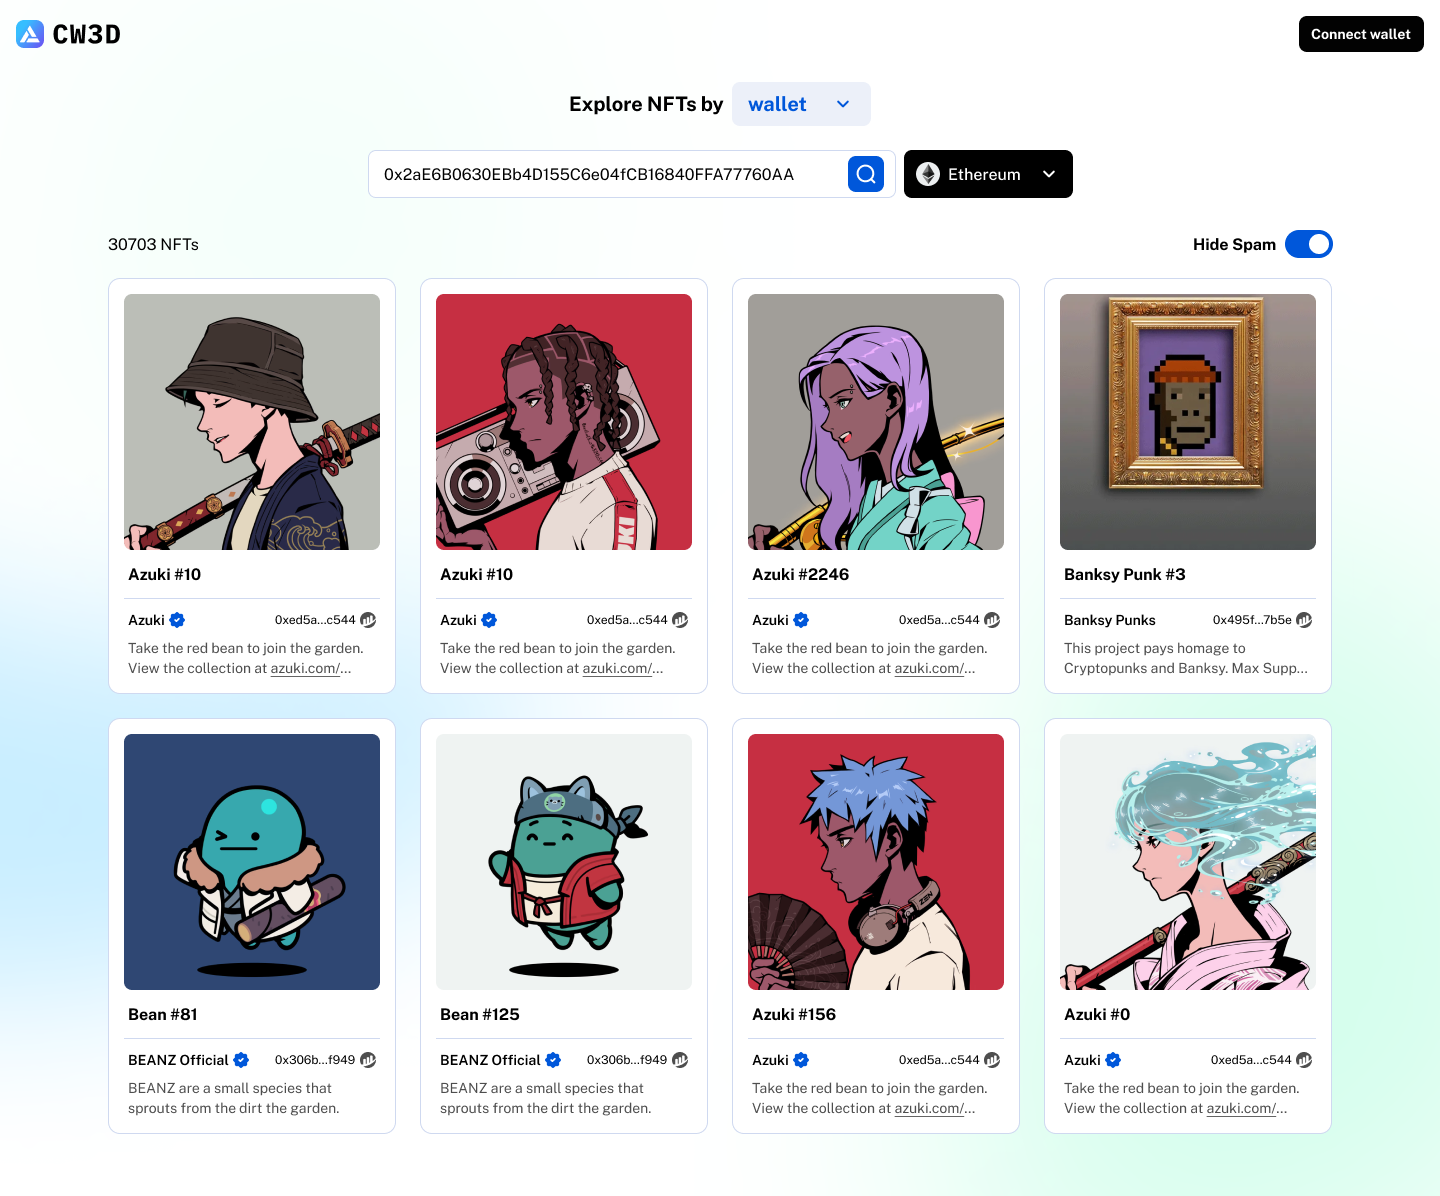 CW3D
Connect wallet
Explore NFTs by wallet
0x2aE6B0630EBb4D155C6e04fCB16840FFA77760AA
Ethereum
30703 NFTs
Hide Spam
UKI
Azuki #10
Azuki
0xed5a...c544
Take the red bean to join the garden.
View the collection at azuki.com/...
Azuki #10
Azuki
0xed5a...c544
Take the red bean to join the garden.
View the collection at azuki.com/...
Azuki #2246
Azuki
0xed5a...c544
Take the red bean to join the garden.
View the collection at azuki.com/...
Banksy Punk #3
Banksy Punks
0x495f...7b5e
This project pays homage to
Cryptopunks and Banksy. Max Supp...
ZEN
Bean #81
BEANZ Official
0x306b...f949
BEANZ are a small species that
sprouts from the dirt the garden.
Bean #125
BEANZ Official
0x306b...f949
BEANZ are a small species that
sprouts from the dirt the garden.
Azuki #156
Azuki
0xed5a...c544
Take the red bean to join the garden.
View the collection at azuki.com/...
Azuki #0
Azuki
0xed5a...c544
Take the red bean to join the garden.
View the collection at azuki.com/...